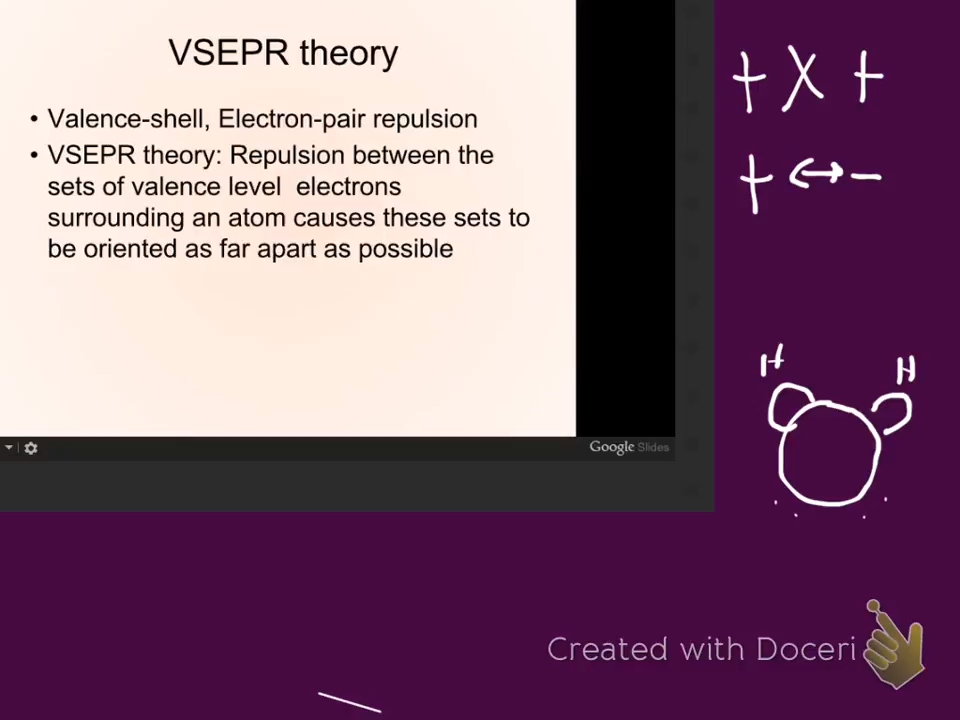 VSEPR theory
• Valence-shell, Electron-pair repulsion
• VSEPR theory: Repulsion between the
sets of valence level electrons
surrounding an atom causes these sets to
be oriented as far apart as possible
Google Slides
+ X +
+ ↔ -
H H
Created with Doceri